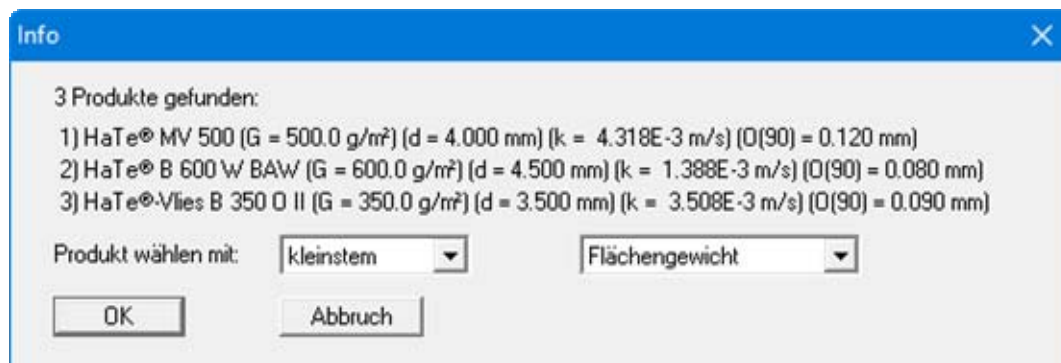 Info
3 Produkte gefunden:
1) HaTe® MV 500 (G = 500.0 g/m²) (d = 4.000 mm) (k = 4.318E-3 m/s) (O(90) = 0.120 mm)
2) HaTe® B 600 W BAW (G = 600.0 g/m²) (d = 4.500 mm) (k = 1.388E-3 m/s) (O(90) = 0.080 mm)
3) HaTe®-Vlies B 350 O II (G = 350.0 g/m²) (d = 3.500 mm) (k = 3.508E-3 m/s) (O(90) = 0.090 mm)
Produkt wählen mit: kleinstem Flächengewicht
OK Abbruch